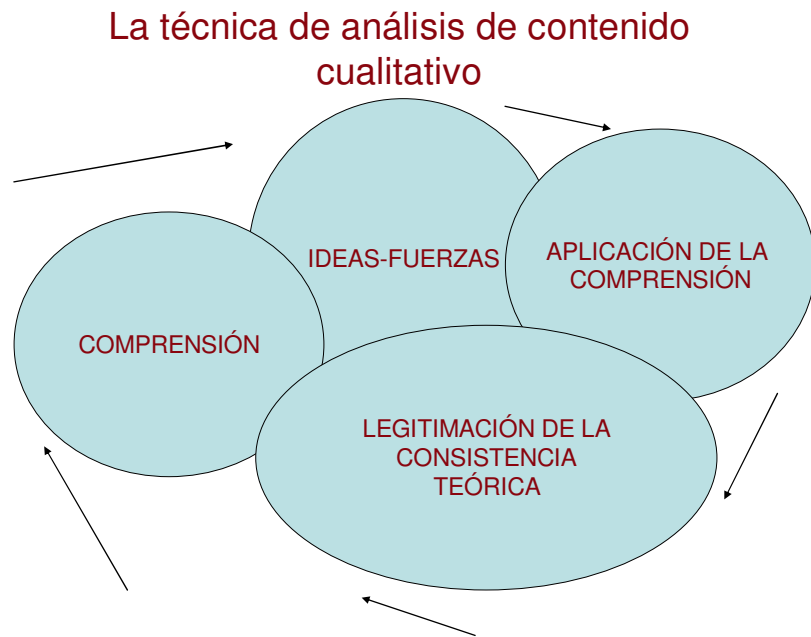 La técnica de análisis de contenido
cualitativo
IDEAS-FUERZAS
APLICACIÓN DE LA
COMPRENSIÓN
COMPRENSIÓN
LEGITIMACIÓN DE LA
CONSISTENCIA
TEÓRICA